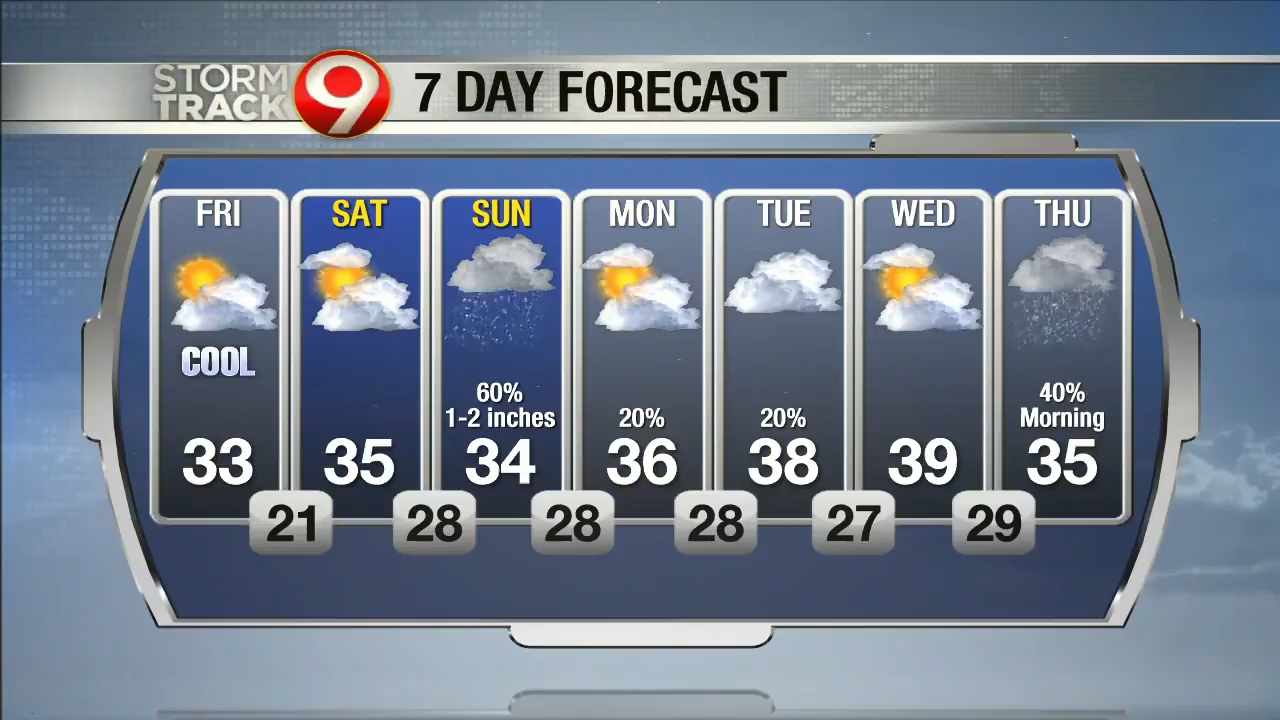 STORM
TRACK 9
7 DAY FORECAST
FRI
SAT
SUN
MON
TUE
WED
THU
COOL
60%
1-2 inches
20%
20%
40%
Morning
33
35
34
36
38
39
35
21
28
28
28
27
29